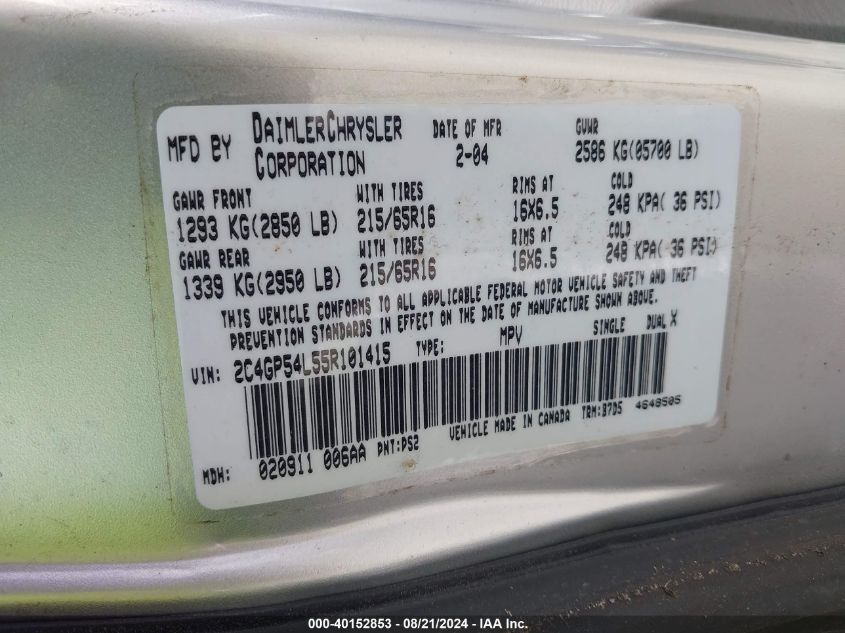 MFD BY DAIMLERCHRYSLER CORPORATION DATE OF MFR 2-04 GVWR 2586 KG(05700 LB)
GAWR FRONT WITH TIRES RIMS AT COLD
1293 KG(2850 LB) 215/65R16 16X6.5 248 KPA( 36 PSI)
GAWR REAR WITH TIRES RIMS AT COLD
1339 KG(2950 LB) 215/65R16 16X6.5 248 KPA( 36 PSI)
THIS VEHICLE CONFORMS TO ALL APPLICABLE FEDERAL MOTOR VEHICLE SAFETY AND THEFT
PREVENTION STANDARDS IN EFFECT ON THE DATE OF MANUFACTURE SHOWN ABOVE.
VIN: 2C4GP54L55R101415 TYPE: MPV SINGLE DUAL X
MDH: 020911 006AA PNT:PS2 VEHICLE MADE IN CANADA TRM:B7D5 4648505
000-40152853 - 08/21/2024 - IAA Inc.